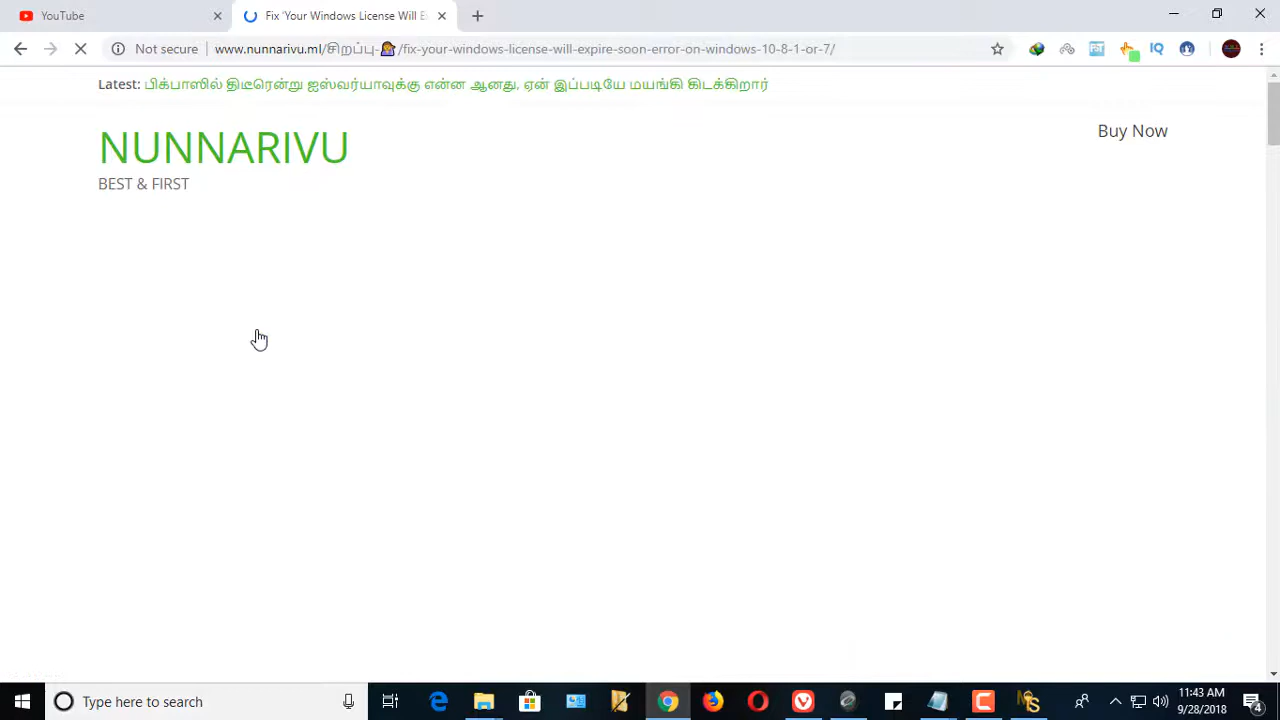 YouTube
Fix 'Your Windows License Will E
Not secure
www.nunnarivu.ml/சிறப்பு-🤷/fix-your-windows-license-will-expire-soon-error-on-windows-10-8-1-or-7/
Latest: பிக்பாஸில் திடீரென்று ஐஸ்வர்யாவுக்கு என்ன ஆனது, ஏன் இப்படியே மயங்கி கிடக்கிறார்
NUNNARIVU
Buy Now
BEST & FIRST
Type here to search
11:43 AM
9/28/2018
4